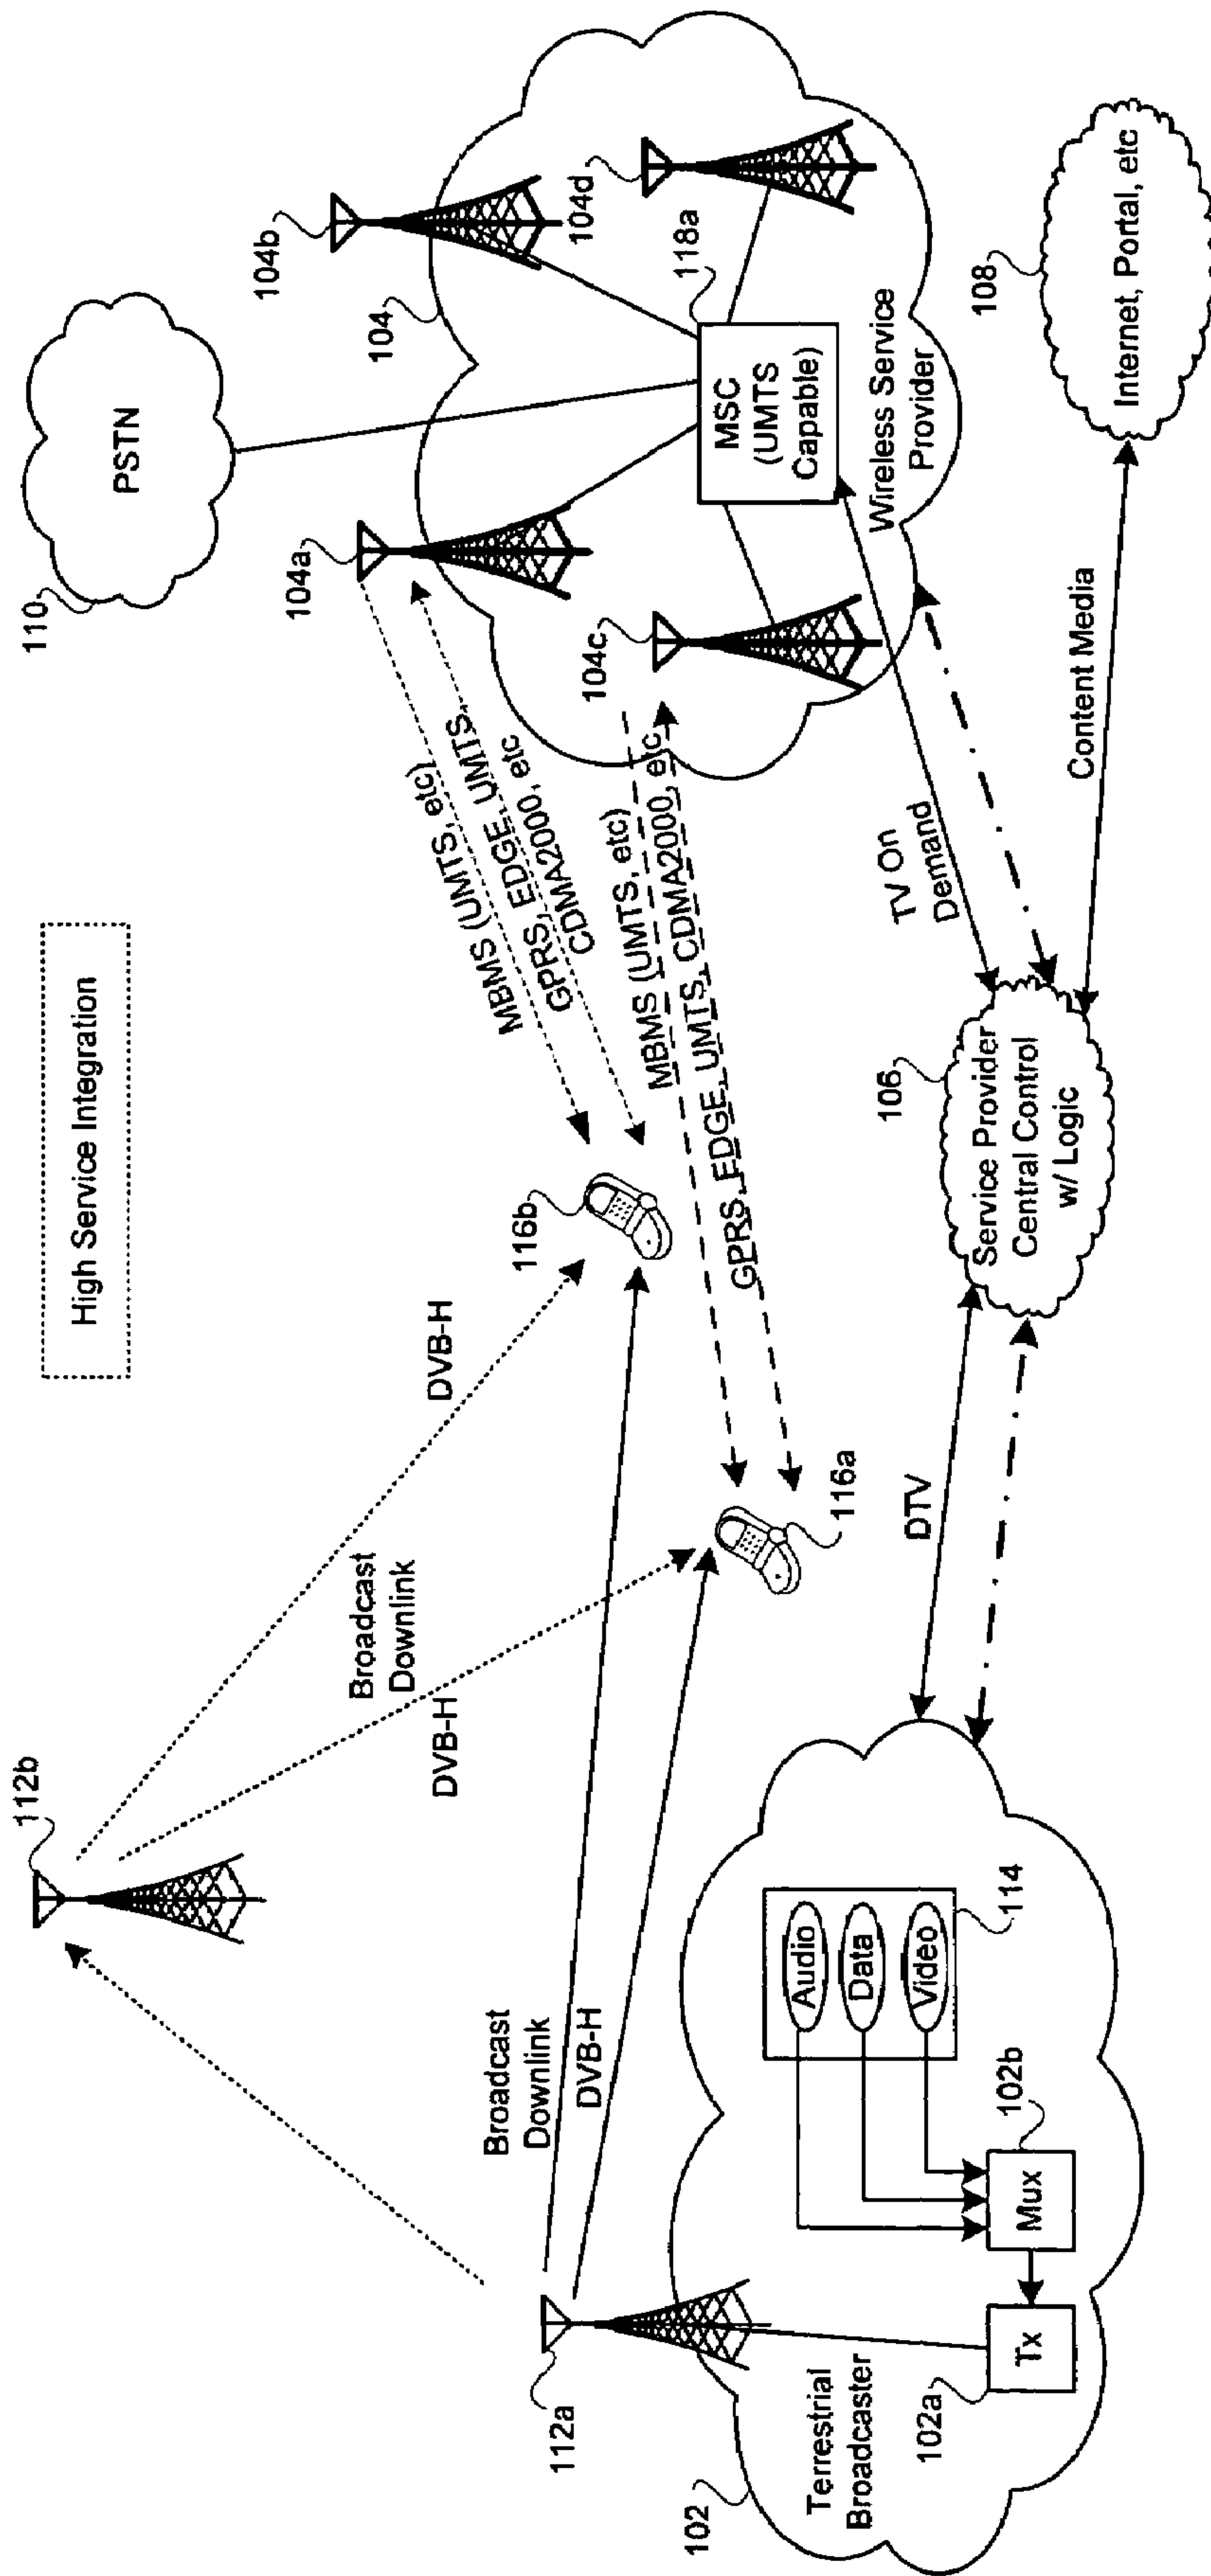 High Service Integration
110
PSTN
112b
104b
104a
104
104d
104c
118a
MSC
(UMTS
Capable)
Wireless Service
Provider
108
Internet, Portal, etc
MBMS (UMTS, etc)
GPRS, EDGE, UMTS,
CDMA2000, etc
MBMS (UMTS, etc)
GPRS, EDGE, UMTS, CDMA2000, etc
116b
116a
DVB-H
Broadcast
Downlink
DVB-H
Broadcast
Downlink
DVB-H
112a
TV On
Demand
Content Media
106
Service Provider
Central Control
w/ Logic
DTV
102
Terrestrial
Broadcaster
102a
Tx
102b
Mux
Audio
Data
Video
114